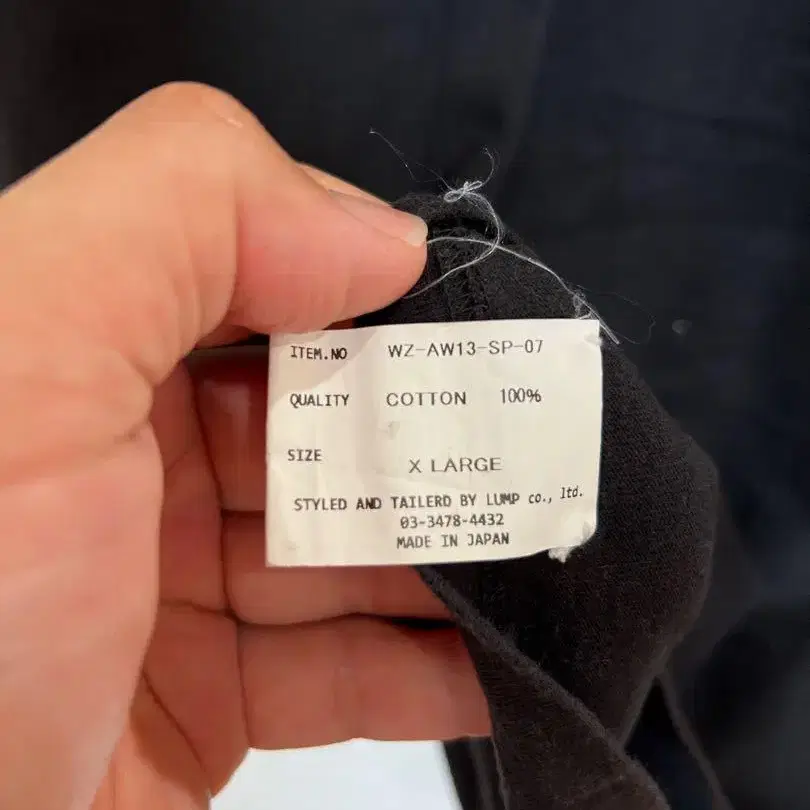 ITEM.NO WZ-AW13-SP-07
QUALITY COTTON 100%
SIZE X LARGE
STYLED AND TAILERD BY LUMP co., ltd.
03-3478-4432
MADE IN JAPAN